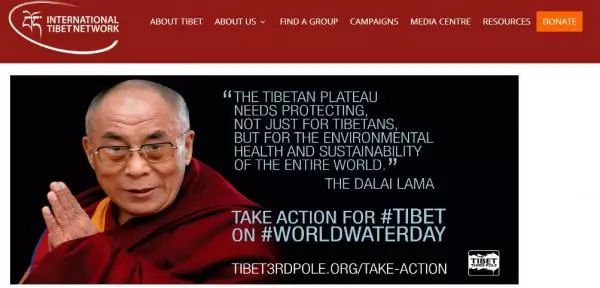 INTERNATIONAL
TIBET NETWORK
ABOUT TIBET ABOUT US FIND A GROUP CAMPAIGNS MEDIA CENTRE RESOURCES DONATE
“THE TIBETAN PLATEAU
NEEDS PROTECTING,
NOT JUST FOR TIBETANS,
BUT FOR THE ENVIRONMENTAL
HEALTH AND SUSTAINABILITY
OF THE ENTIRE WORLD.”
THE DALAI LAMA
TAKE ACTION FOR #TIBET
ON #WORLDWATERDAY
TIBET3RDPOLE.ORG/TAKE-ACTION
TIBET
THIRD POLE